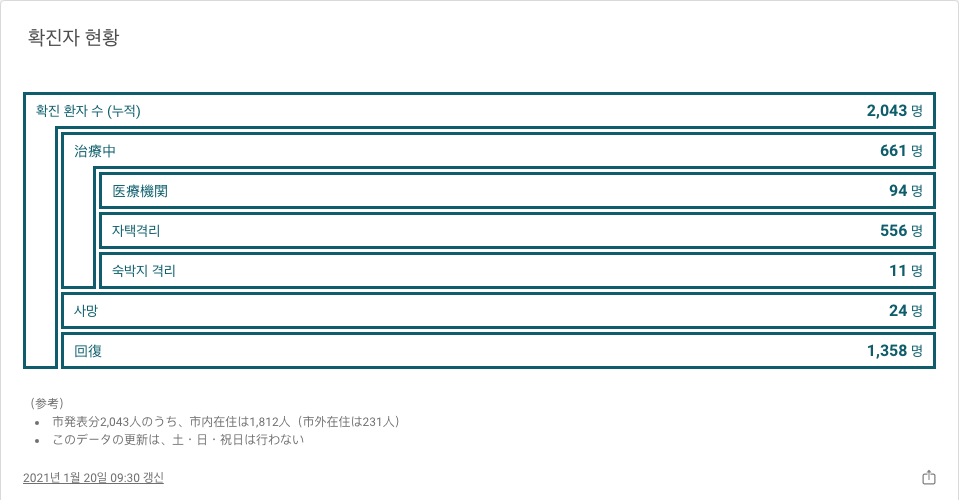 확진자 현황
확진 환자 수 (누적) 2,043 명
治療中 661 명
医療機関 94 명
자택격리 556 명
숙박지 격리 11 명
사망 24 명
回復 1,358 명
（参考）
市発表分2,043人のうち、市内在住は1,812人（市外在住は231人）
このデータの更新は、土・日・祝日は行わない
2021년 1월 20일 09:30 갱신